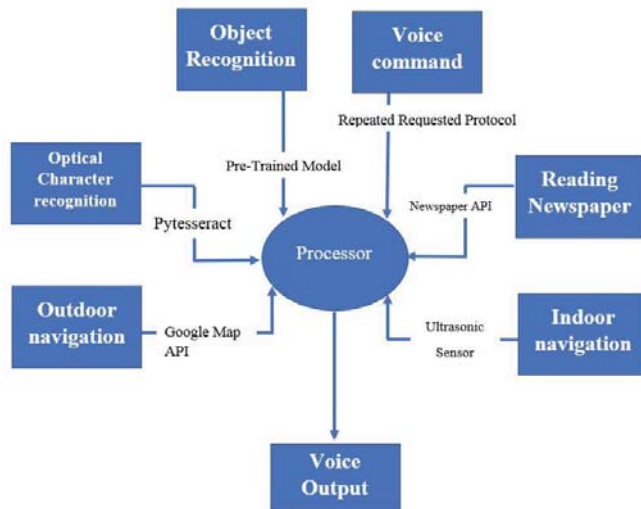 Object
Recognition
Voice
command
Repeated Requested Protocol
Optical
Character
recognition
Pre-Trained Model
Reading
Newspaper
Newspaper API
Pytesseract
Processor
Outdoor
navigation
Google Map
API
Ultrasonic
Sensor
Indoor
navigation
Voice
Output